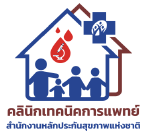 คลินิกเทคนิคการแพทย์
สำนักงานหลักประกันสุขภาพแห่งชาติ